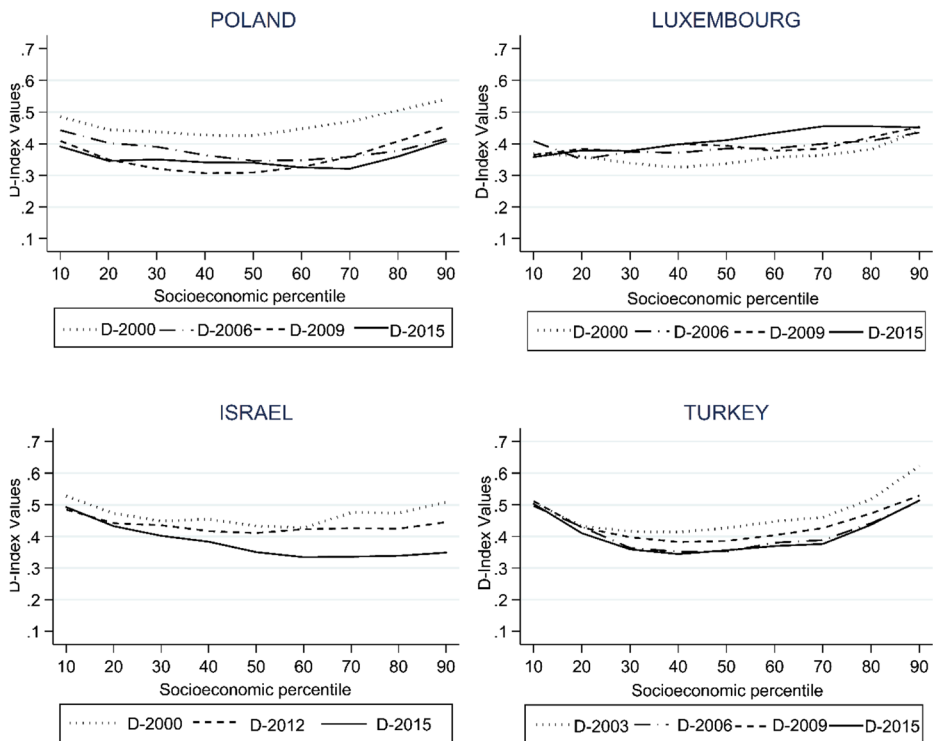 POLAND
.7
.6
.5
.4
.3
.2
.1
D-Index Values
10 20 30 40 50 60 70 80 90
Socioeconomic percentile
D-2000 D-2006 D-2009 D-2015
LUXEMBOURG
.7
.6
.5
.4
.3
.2
.1
D-Index Values
10 20 30 40 50 60 70 80 90
Socioeconomic percentile
D-2000 D-2006 D-2009 D-2015
ISRAEL
.7
.6
.5
.4
.3
.2
.1
D-Index Values
10 20 30 40 50 60 70 80 90
Socioeconomic percentile
D-2000 D-2012 D-2015
TURKEY
.7
.6
.5
.4
.3
.2
.1
D-Index Values
10 20 30 40 50 60 70 80 90
Socioeconomic percentile
D-2003 D-2006 D-2009 D-2015